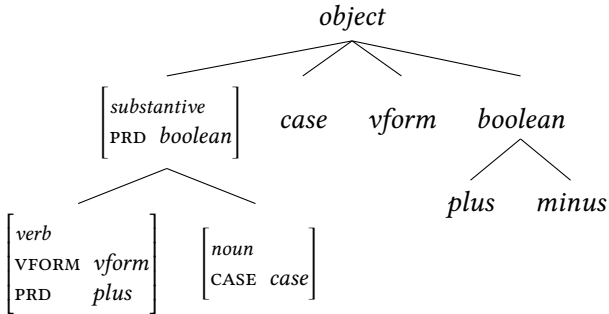 object
substantive
PRD boolean
case vform boolean
plus minus
verb
VFORM vform
PRD plus
noun
CASE case